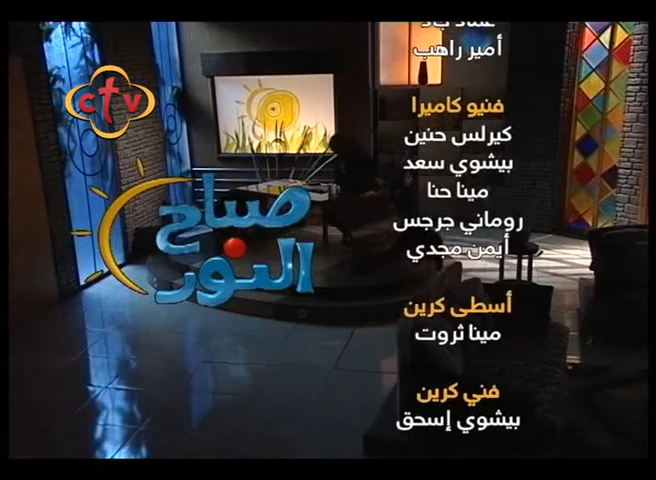 أمير راهب
فنيو كاميرا
كيرلس حنين
بيشوي سعد
مينا حنا
روماني جرجس
أيمن مجدي
أسطى كرين
مينا ثروت
فني كرين
بيشوي إسحق
CTV
صباح
النور